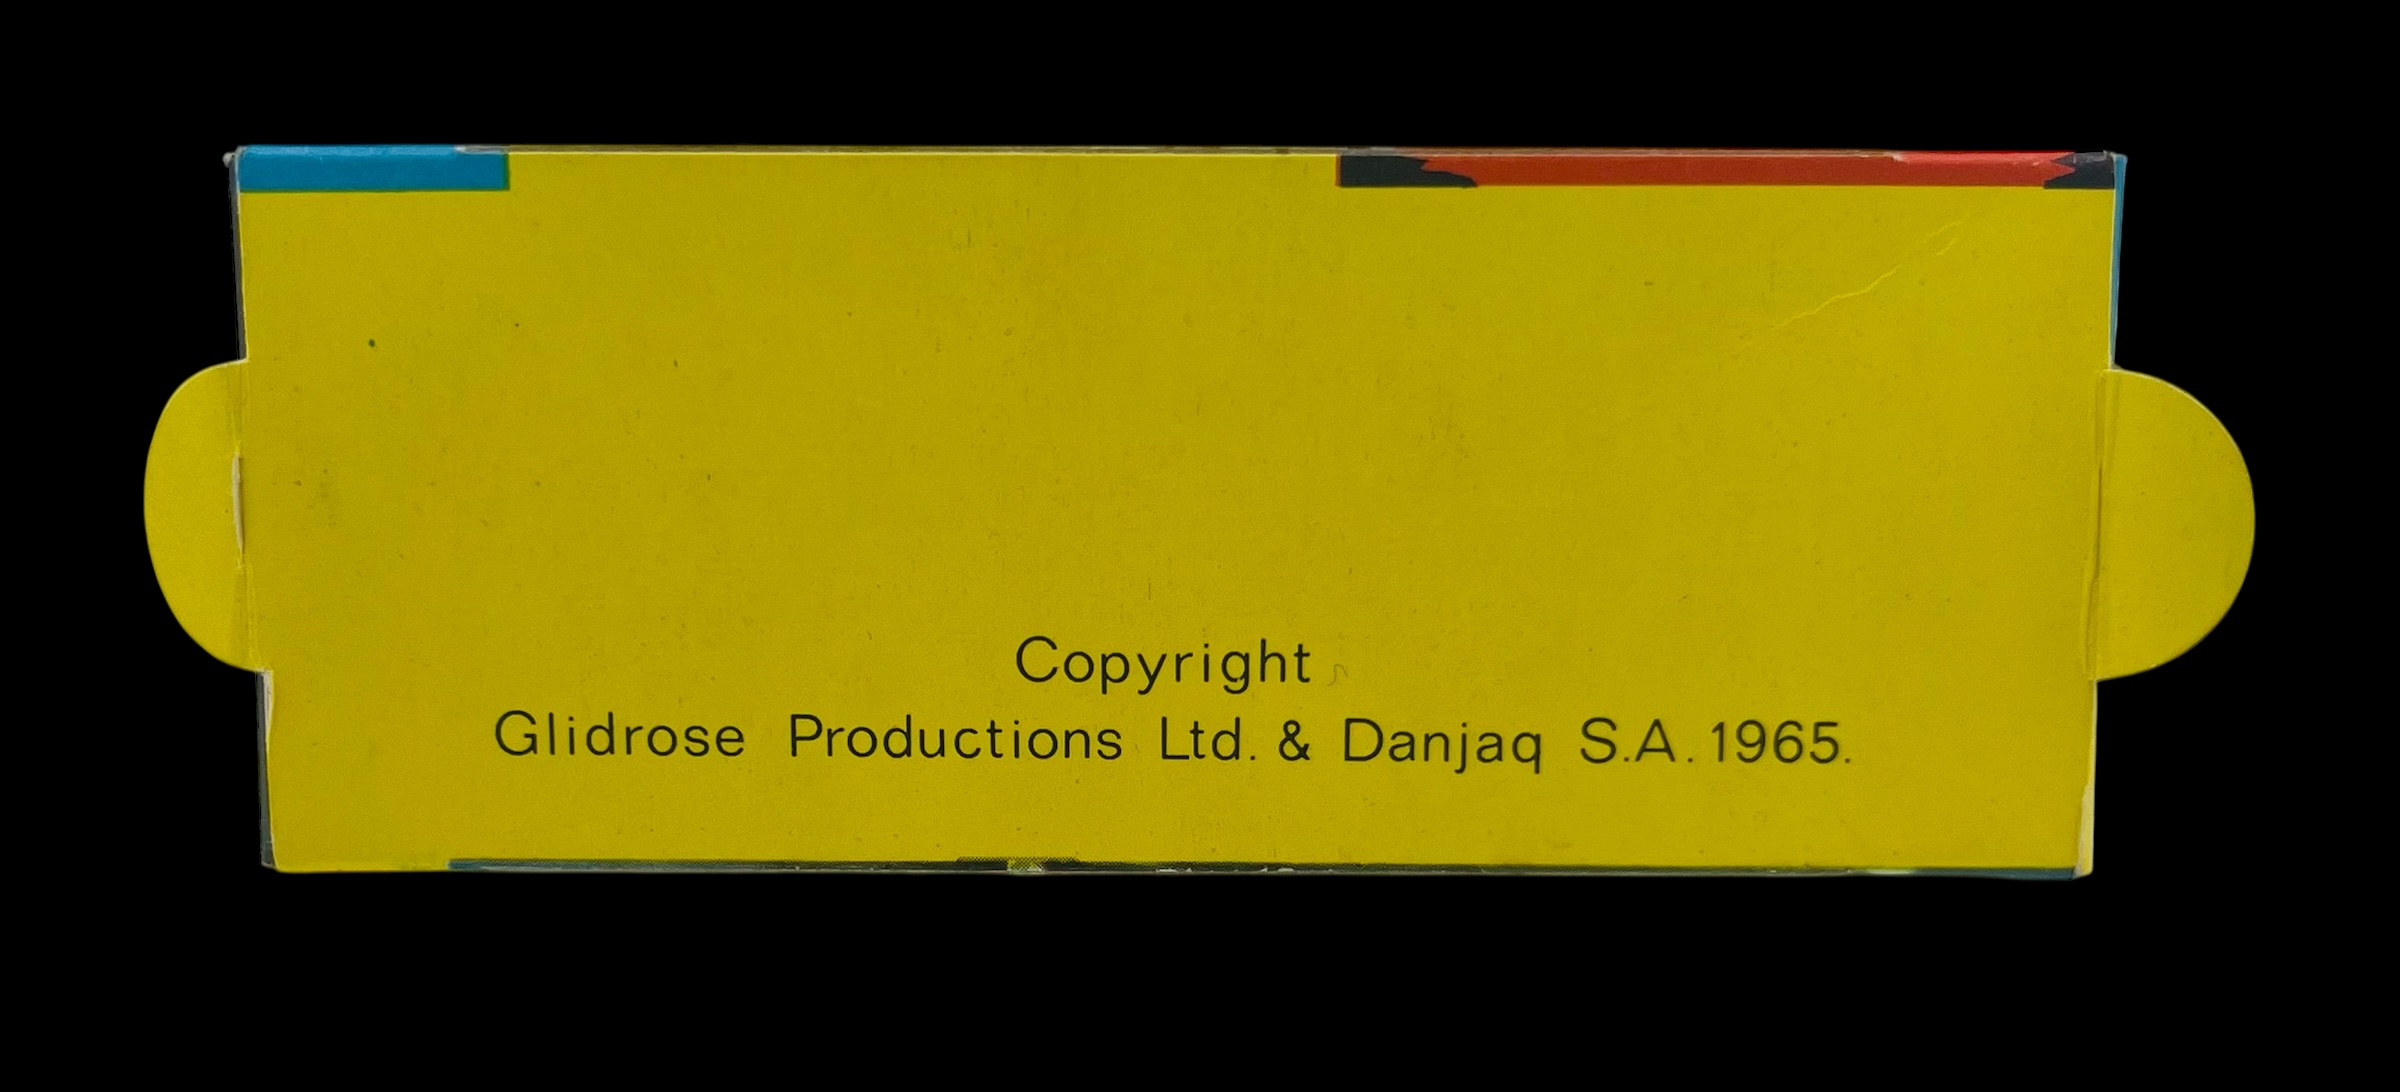 Copyright
Glidrose Productions Ltd. & Danjaq S.A. 1965.